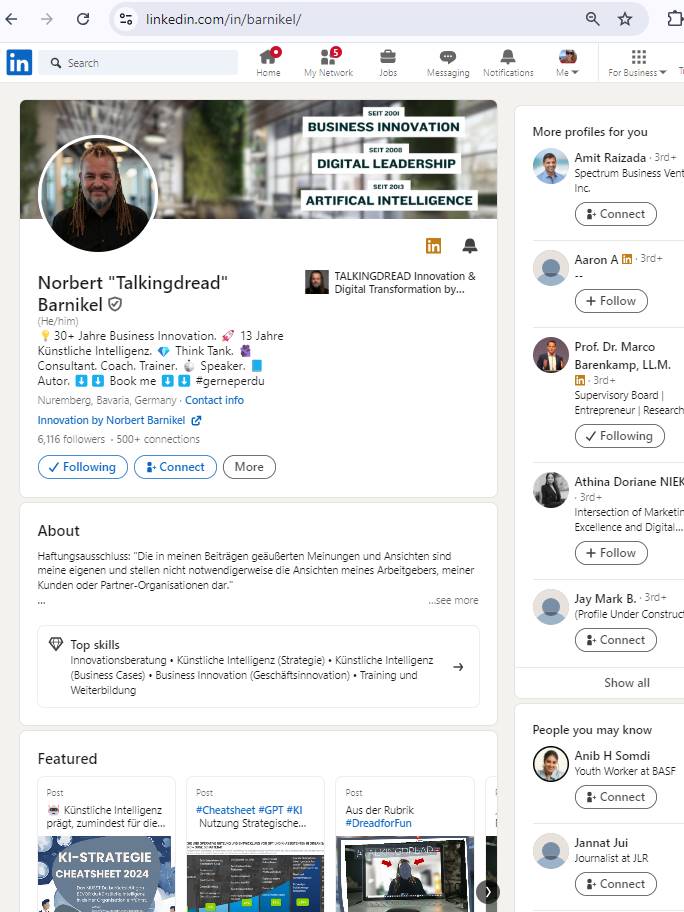 linkedin.com/in/barnikel/
in
Search
5
Home
My Network
Jobs
Messaging
Notifications
Me
For Business
SEIT 2001
BUSINESS INNOVATION
SEIT 2008
DIGITAL LEADERSHIP
SEIT 2013
ARTIFICAL INTELLIGENCE
in
Norbert "Talkingdread"
Barnikel
(He/him)
TALKINGDREAD Innovation &
Digital Transformation by...
💡 30+ Jahre Business Innovation. 🚀 13 Jahre
Künstliche Intelligenz. 💎 Think Tank.
Consultant. Coach. Trainer. Speaker. 📘
Autor. ⬇️ ⬇️ Book me ⬇️ ⬇️ #gerneperdu
Nuremberg, Bavaria, Germany · Contact info
Innovation by Norbert Barnikel
6,116 followers · 500+ connections
Following
Connect
More
About
Haftungsausschluss: "Die in meinen Beiträgen geäußerten Meinungen und Ansichten sind
meine eigenen und stellen nicht notwendigerweise die Ansichten meines Arbeitgebers, meiner
Kunden oder Partner-Organisationen dar."
...
...see more
Top skills
Innovationsberatung • Künstliche Intelligenz (Strategie) • Künstliche Intelligenz
(Business Cases) • Business Innovation (Geschäftsinnovation) • Training und
Weiterbildung
Featured
Post
Künstliche Intelligenz
prägt, zumindest für die...
KI-STRATEGIE
CHEATSHEET 2024
Post
#Cheatsheet #GPT #KI
Nutzung Strategische...
Post
Aus der Rubrik
#DreadforFun
TALKINGDREAD
More profiles for you
Amit Raizada · 3rd+
Spectrum Business Vent
Inc.
Connect
Aaron A in · 3rd+
--
Follow
Prof. Dr. Marco
Barenkamp, LL.M.
in · 3rd+
Supervisory Board |
Entrepreneur | Research
Following
Athina Doriane NIEK
· 3rd+
Intersection of Marketin
Excellence and Digital...
Follow
Jay Mark B. · 3rd+
(Profile Under Construct
Connect
Show all
People you may know
Anib H Somdi
Youth Worker at BASF
Connect
Jannat Jui
Journalist at JLR
Connect